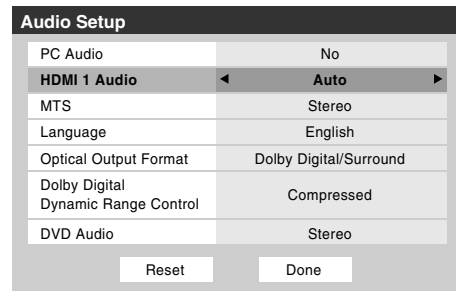 Audio Setup
PC Audio No
HDMI 1 Audio Auto
MTS Stereo
Language English
Optical Output Format Dolby Digital/Surround
Dolby Digital
Dynamic Range Control Compressed
DVD Audio Stereo
Reset Done